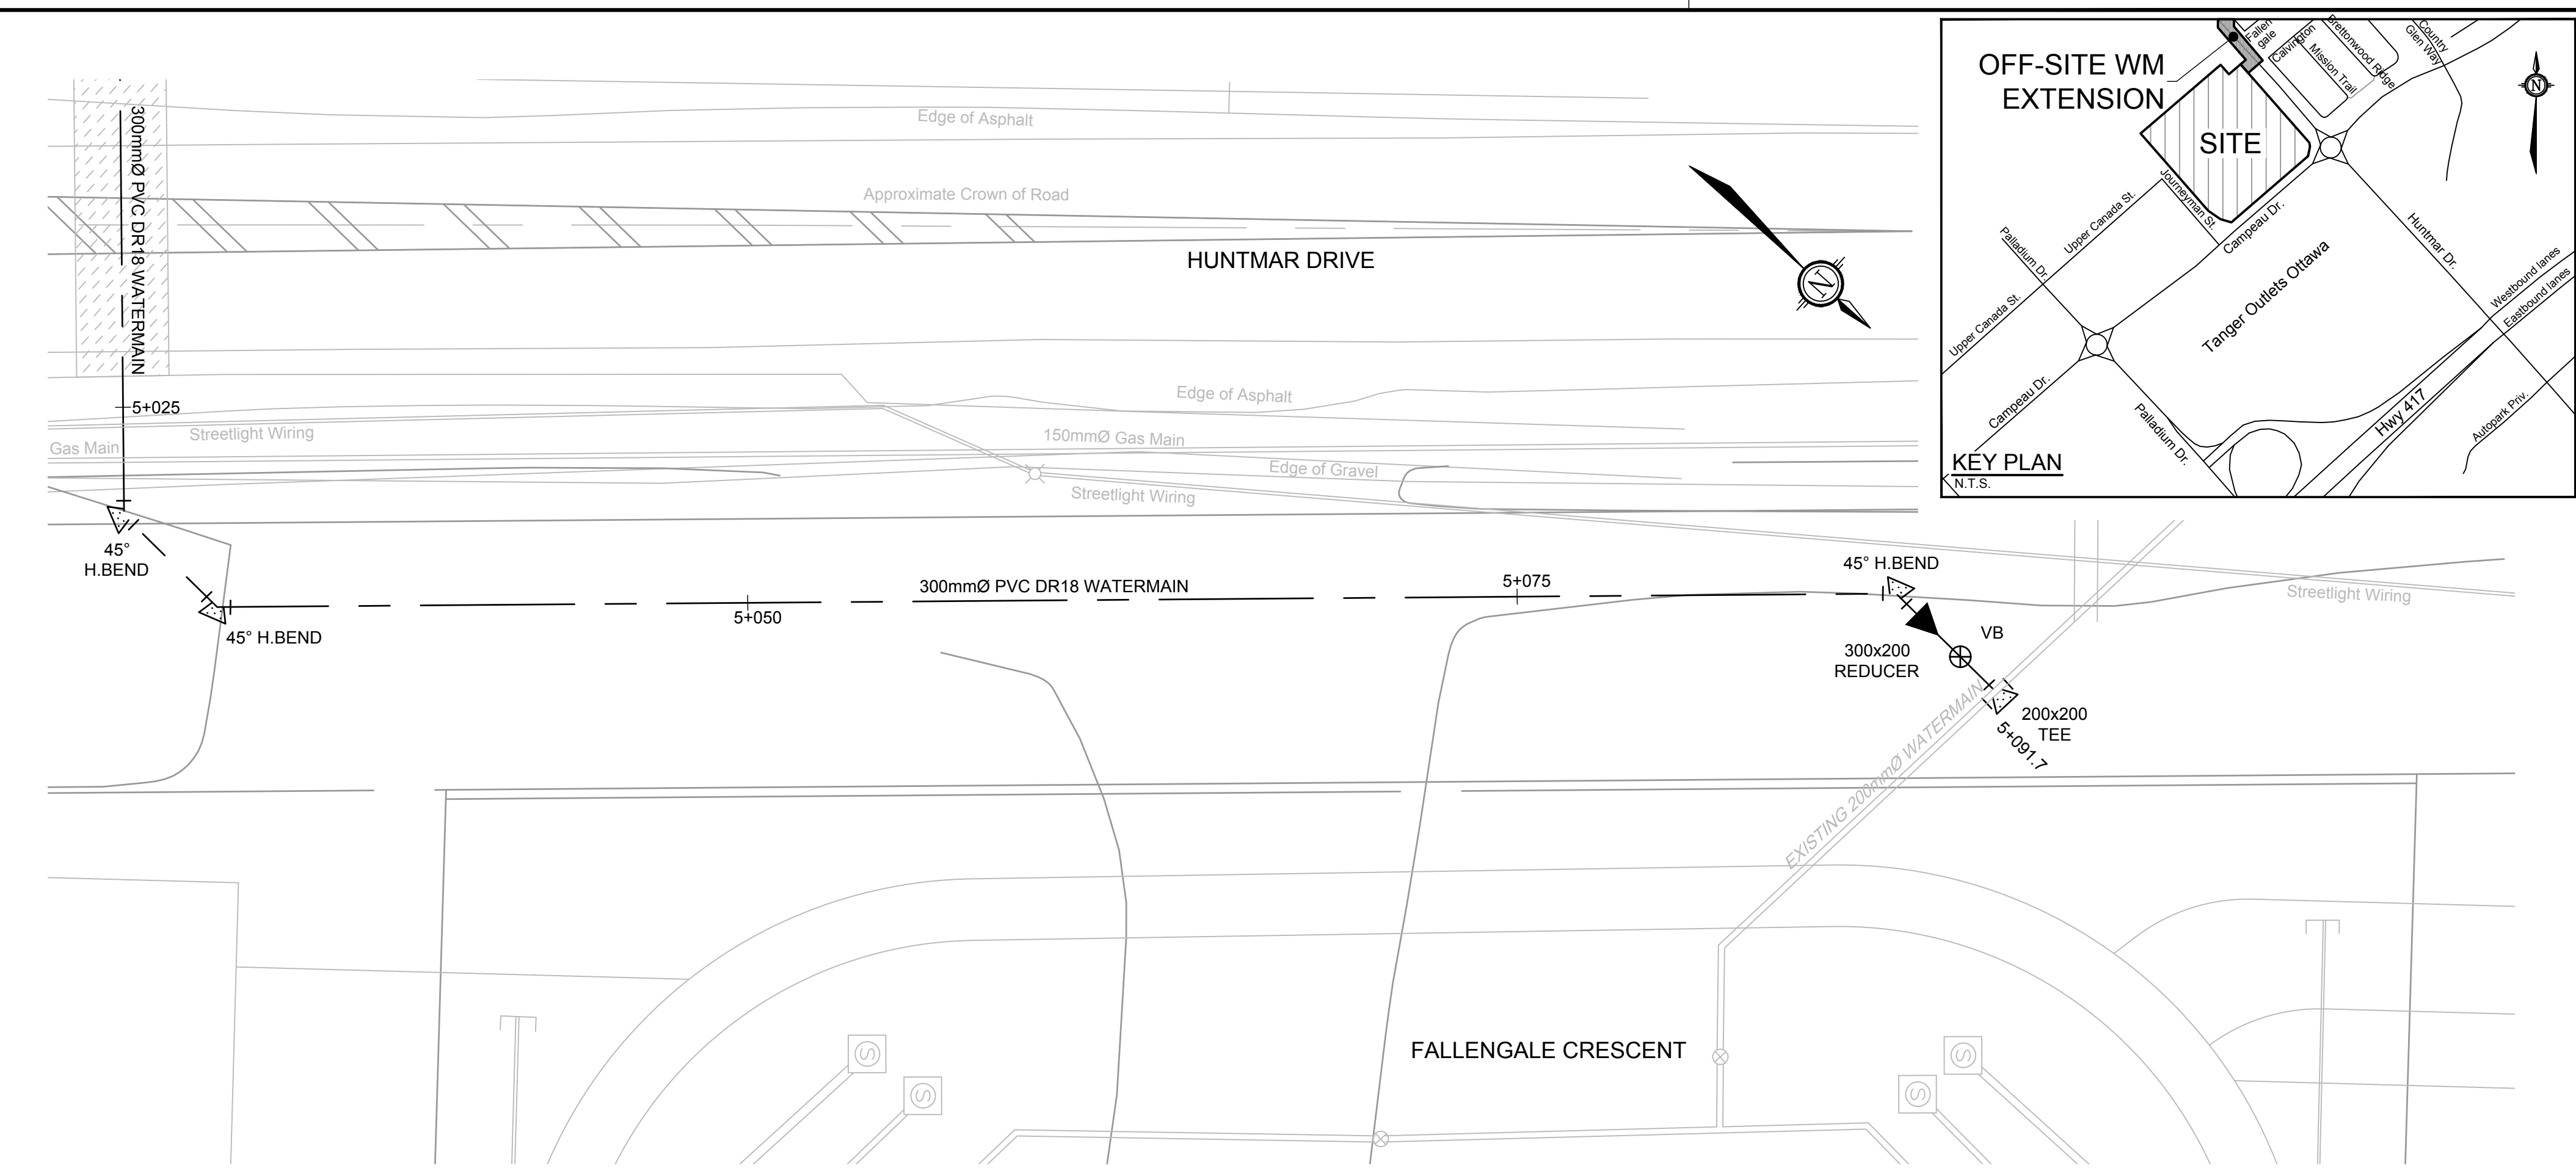 Edge of Asphalt
Approximate Crown of Road
HUNTMAR DRIVE
300mmØ PVC DR18 WATERMAIN
5+025
Streetlight Wiring
Gas Main
Edge of Asphalt
150mmØ Gas Main
Edge of Gravel
Streetlight Wiring
N
45°
H.BEND
45° H.BEND
300mmØ PVC DR18 WATERMAIN
5+050
5+075
45° H.BEND
VB
300x200
REDUCER
200x200
TEE
5+091.7
Streetlight Wiring
EXISTING 200mmØ WATERMAIN
FALLENGALE CRESCENT
S
S
S
S
OFF-SITE WM
EXTENSION
SITE
Fallen
gale
Calvington
Mission Trail
Brettonwood Ridge
Country
Glen Way
N
Journeyman St.
Upper Canada St.
Campeau Dr.
Palladium Dr.
Huntmar Dr.
Upper Canada St.
Tanger Outlets Ottawa
Westbound lanes
Eastbound lanes
Campeau Dr.
Palladium Dr.
Hwy 417
Autopark Priv.
KEY PLAN
N.T.S.